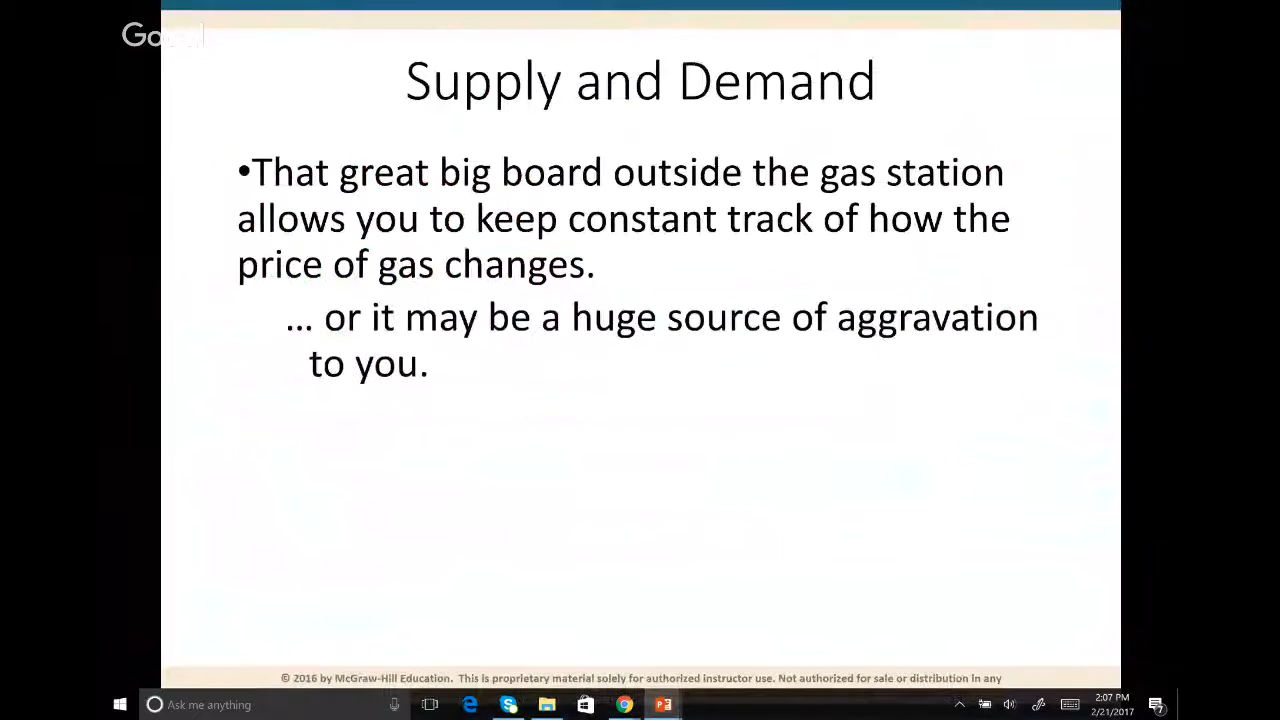 Supply and Demand
•That great big board outside the gas station
allows you to keep constant track of how the
price of gas changes.
… or it may be a huge source of aggravation
to you.
© 2016 by McGraw-Hill Education. This is proprietary material solely for authorized instructor use. Not authorized for sale or distribution in any
Ask me anything
2:07 PM
2/21/2017